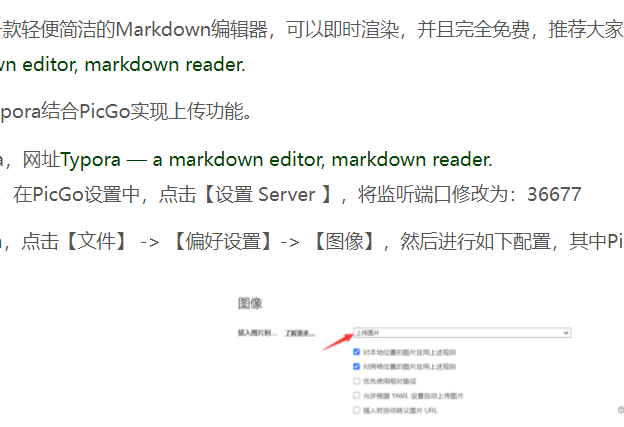 款轻便简洁的Markdown编辑器，可以即时渲染，并且完全免费，推荐大家
n editor, markdown reader.
pora结合PicGo实现上传功能。
，网址Typora — a markdown editor, markdown reader.
在PicGo设置中，点击【设置 Server 】，将监听端口修改为：36677
，点击【文件】 -> 【偏好设置】-> 【图像】，然后进行如下配置，其中Pi
图像
插入图片时... 了解更多...
上传图片
对本地位置的图片应用上述规则
对网络位置的图片应用上述规则
优先使用相对路径
允许根据 YAML 设置自动上传图片
插入时自动转义图片 URL